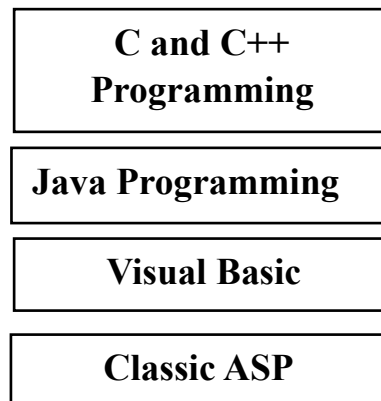 C and C++
Programming
Java Programming
Visual Basic
Classic ASP